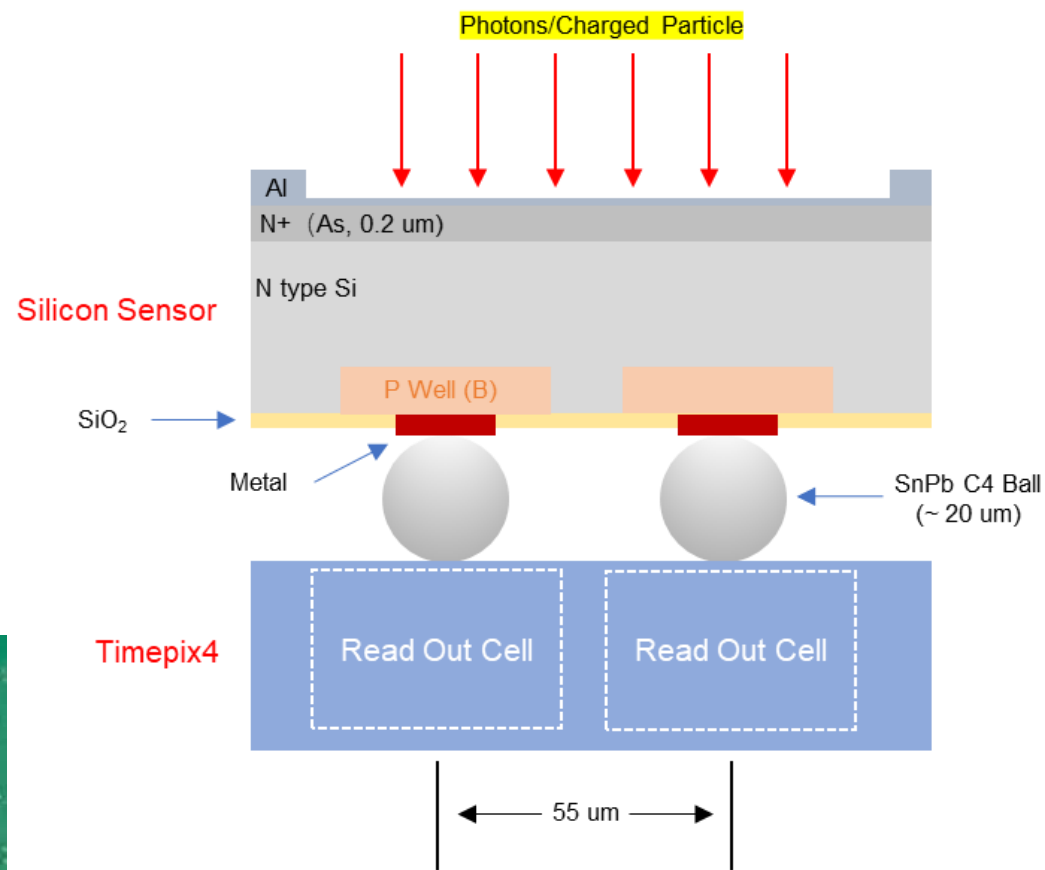 Photons/Charged Particle
Al
N+ (As, 0.2 um)
N type Si
Silicon Sensor
P Well (B)
SiO₂
Metal
SnPb C4 Ball
(~ 20 um)
Timepix4
Read Out Cell
Read Out Cell
55 um